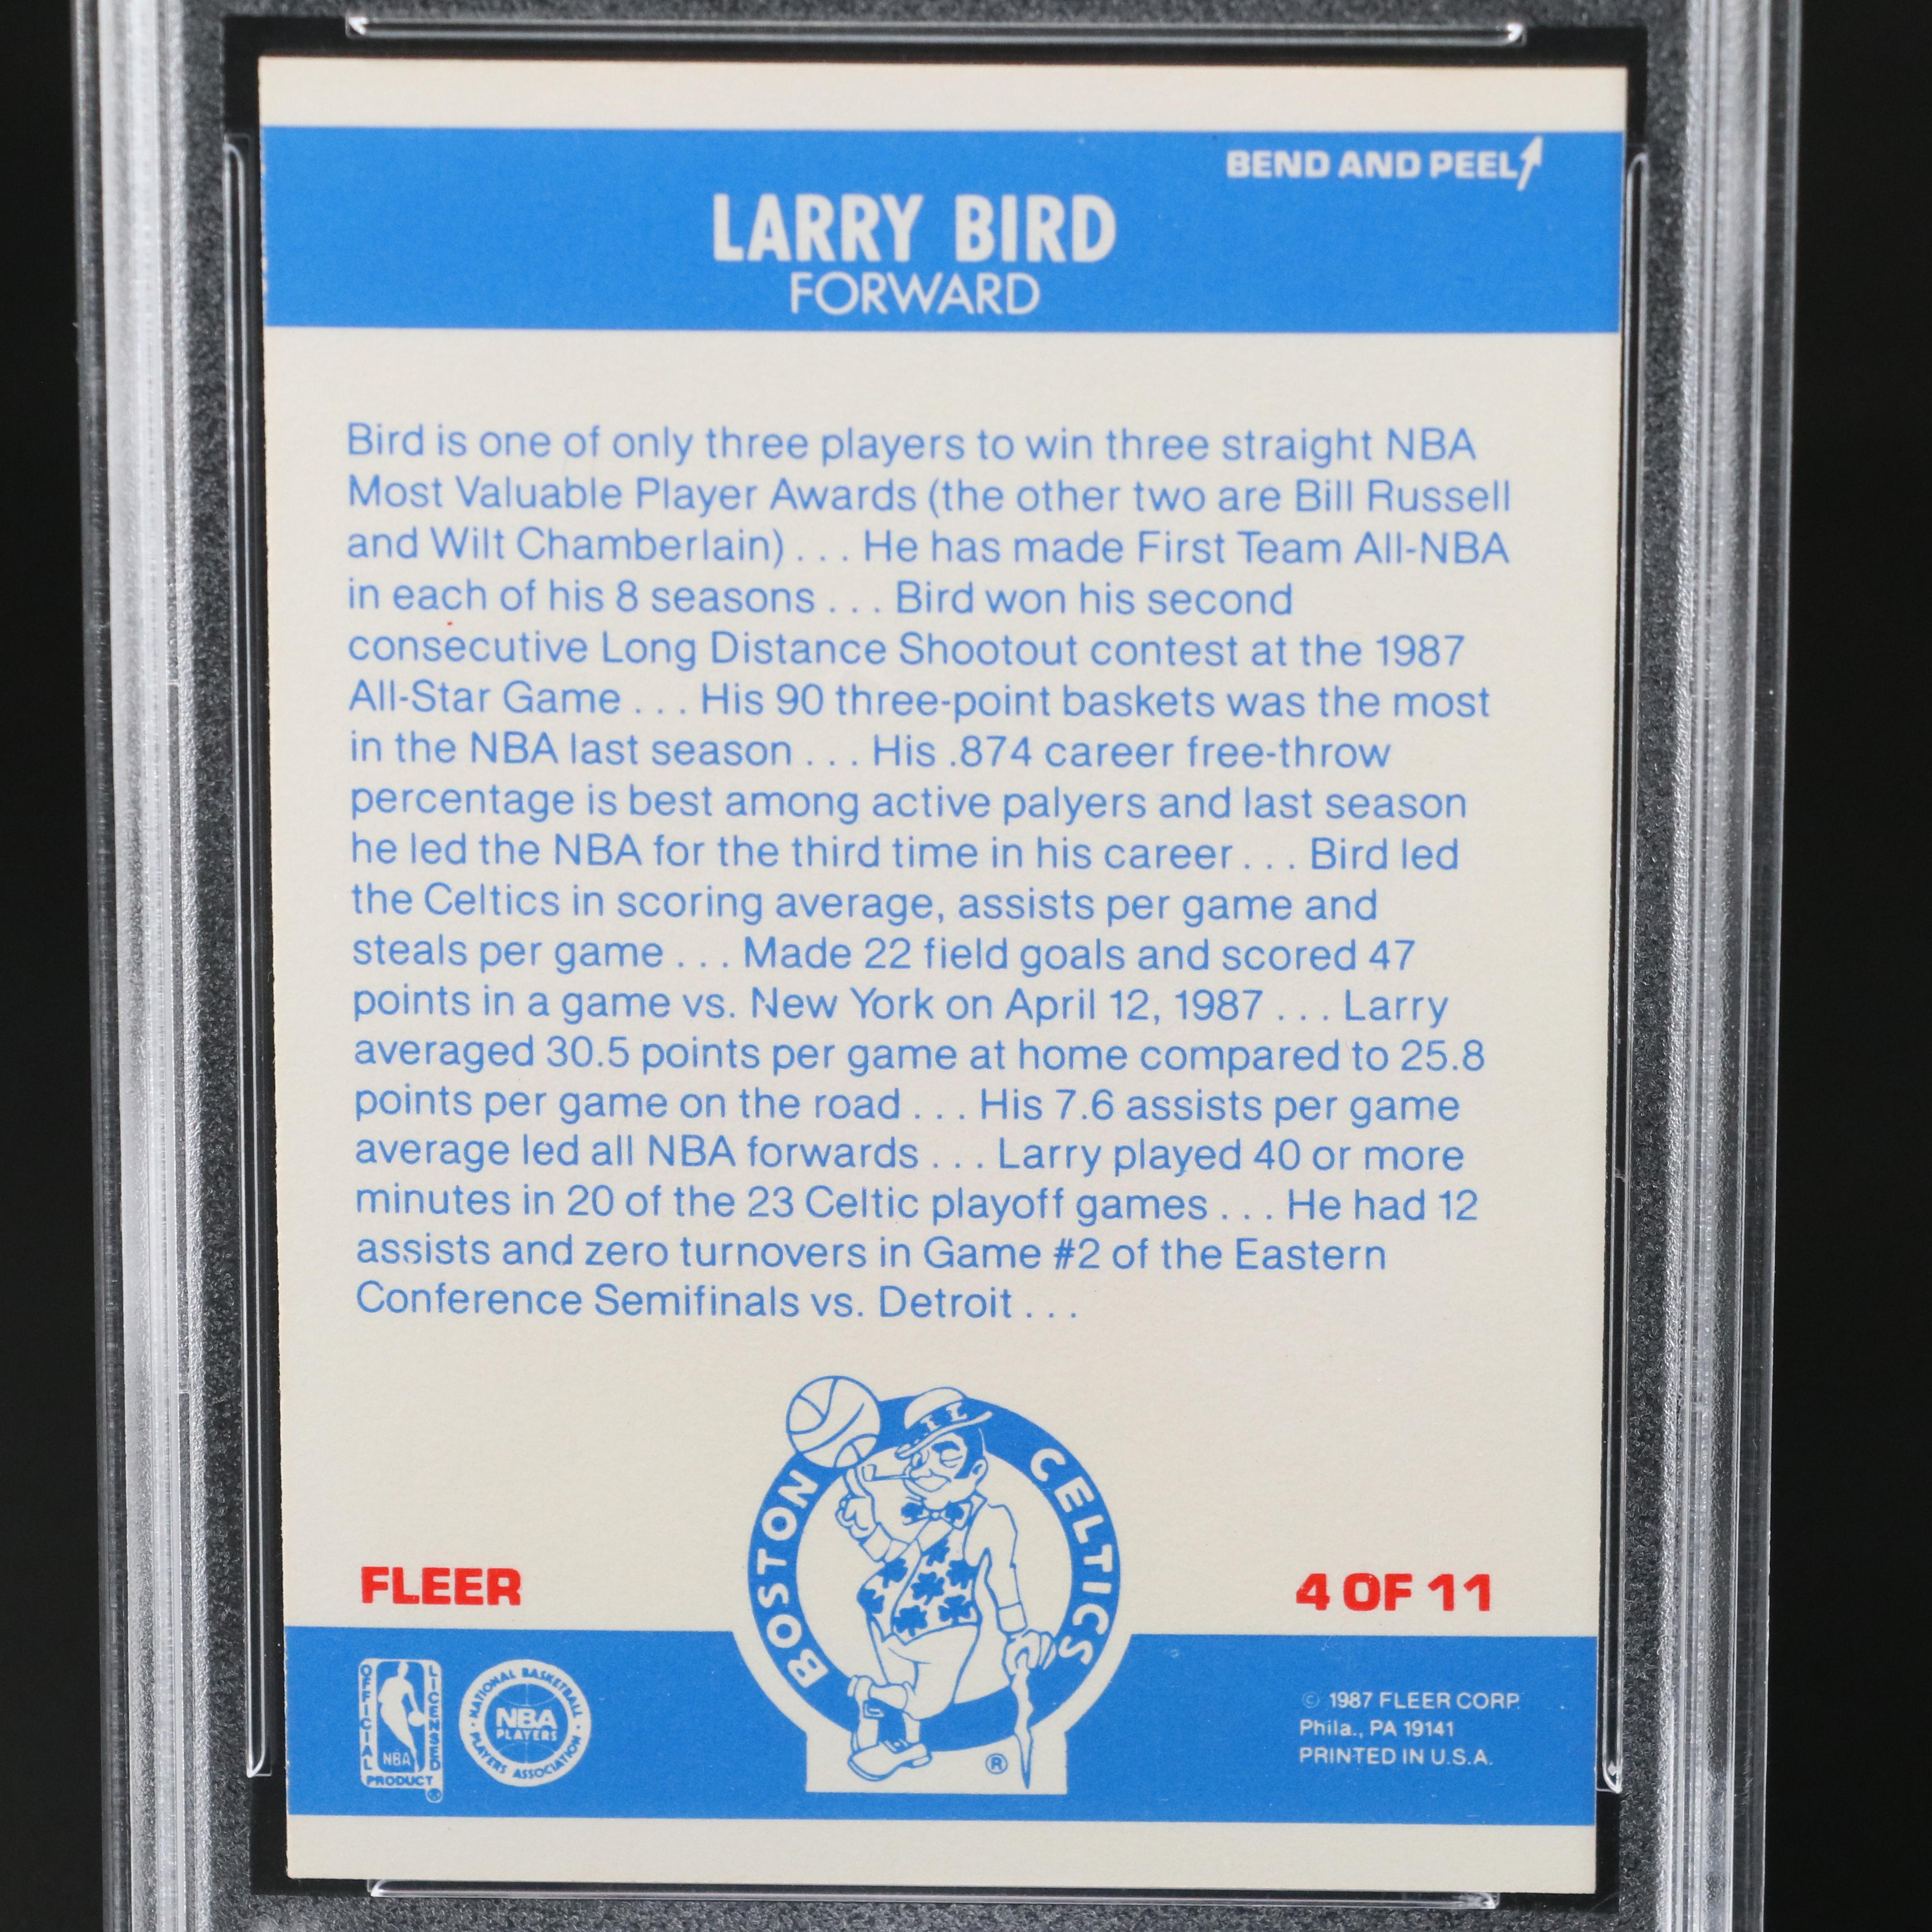 BEND AND PEEL
LARRY BIRD
FORWARD
Bird is one of only three players to win three straight NBA
Most Valuable Player Awards (the other two are Bill Russell
and Wilt Chamberlain) . . . He has made First Team All-NBA
in each of his 8 seasons . . . Bird won his second
consecutive Long Distance Shootout contest at the 1987
All-Star Game . . . His 90 three-point baskets was the most
in the NBA last season . . . His .874 career free-throw
percentage is best among active palyers and last season
he led the NBA for the third time in his career . . . Bird led
the Celtics in scoring average, assists per game and
steals per game . . . Made 22 field goals and scored 47
points in a game vs. New York on April 12, 1987 . . . Larry
averaged 30.5 points per game at home compared to 25.8
points per game on the road . . . His 7.6 assists per game
average led all NBA forwards . . . Larry played 40 or more
minutes in 20 of the 23 Celtic playoff games . . . He had 12
assists and zero turnovers in Game #2 of the Eastern
Conference Semifinals vs. Detroit . . .
BOSTON CELTICS
®
FLEER
4 OF 11
OFFICIAL LICENSED
NBA
PRODUCT
NATIONAL BASKETBALL
NBA
PLAYERS
PLAYERS ASSOCIATION
© 1987 FLEER CORP.
Phila., PA 19141
PRINTED IN U.S.A.